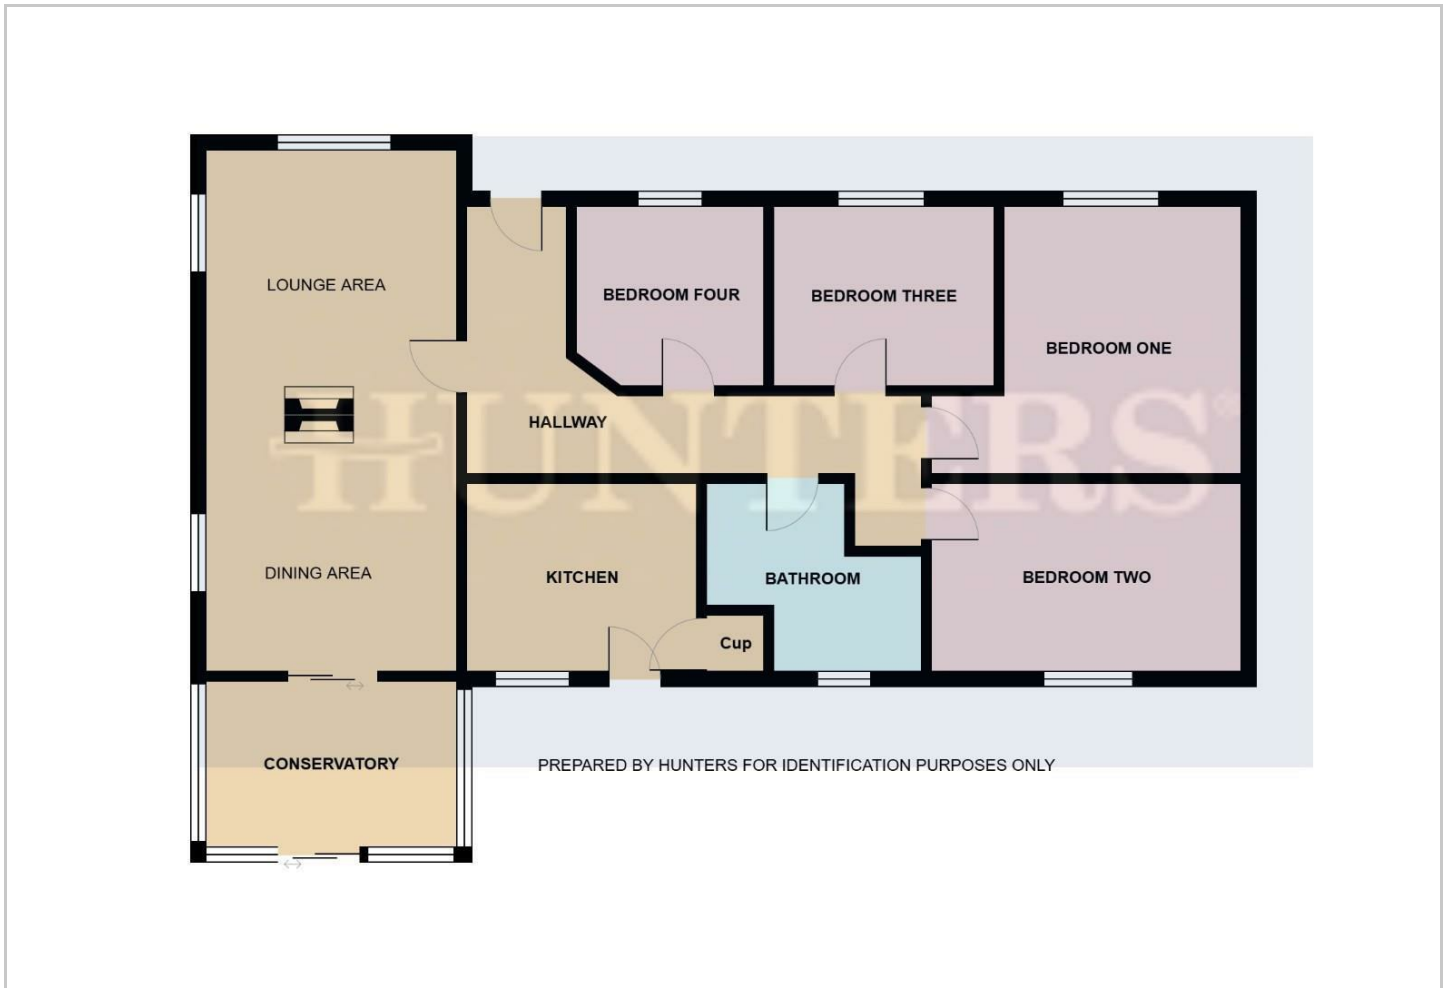 LOUNGE AREA
BEDROOM FOUR
BEDROOM THREE
BEDROOM ONE
HUNTERS®
HALLWAY
DINING AREA
KITCHEN
BATHROOM
BEDROOM TWO
Cup
CONSERVATORY
PREPARED BY HUNTERS FOR IDENTIFICATION PURPOSES ONLY